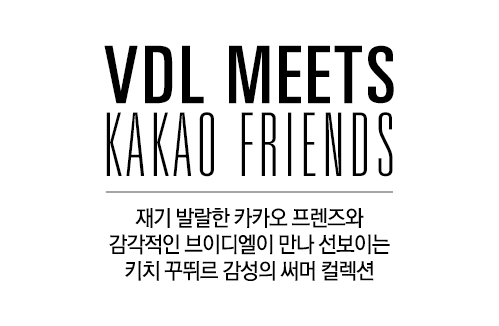 VDL MEETS
KAKAO FRIENDS
재기 발랄한 카카오 프렌즈와
감각적인 브이디엘이 만나 선보이는
키치 꾸뛰르 감성의 써머 컬렉션